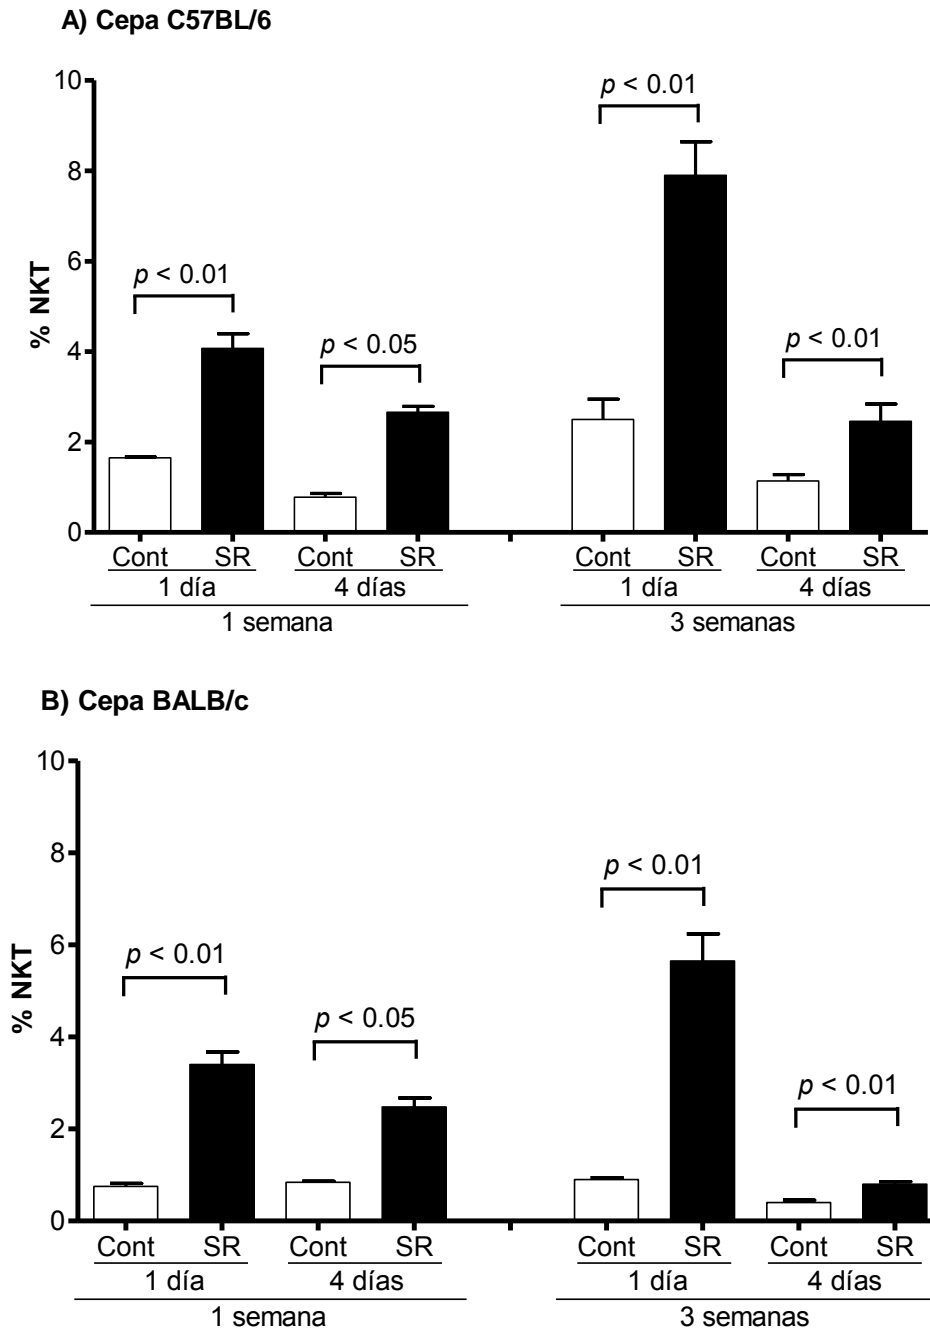 A) Cepa C57BL/6
10
8
6
4
2
0
% NKT
p < 0.01
p < 0.05
p < 0.01
p < 0.01
Cont SR Cont SR Cont SR Cont SR
1 día 4 días 1 día 4 días
1 semana 3 semanas
B) Cepa BALB/c
10
8
6
4
2
0
% NKT
p < 0.01
p < 0.05
p < 0.01
p < 0.01
Cont SR Cont SR Cont SR Cont SR
1 día 4 días 1 día 4 días
1 semana 3 semanas